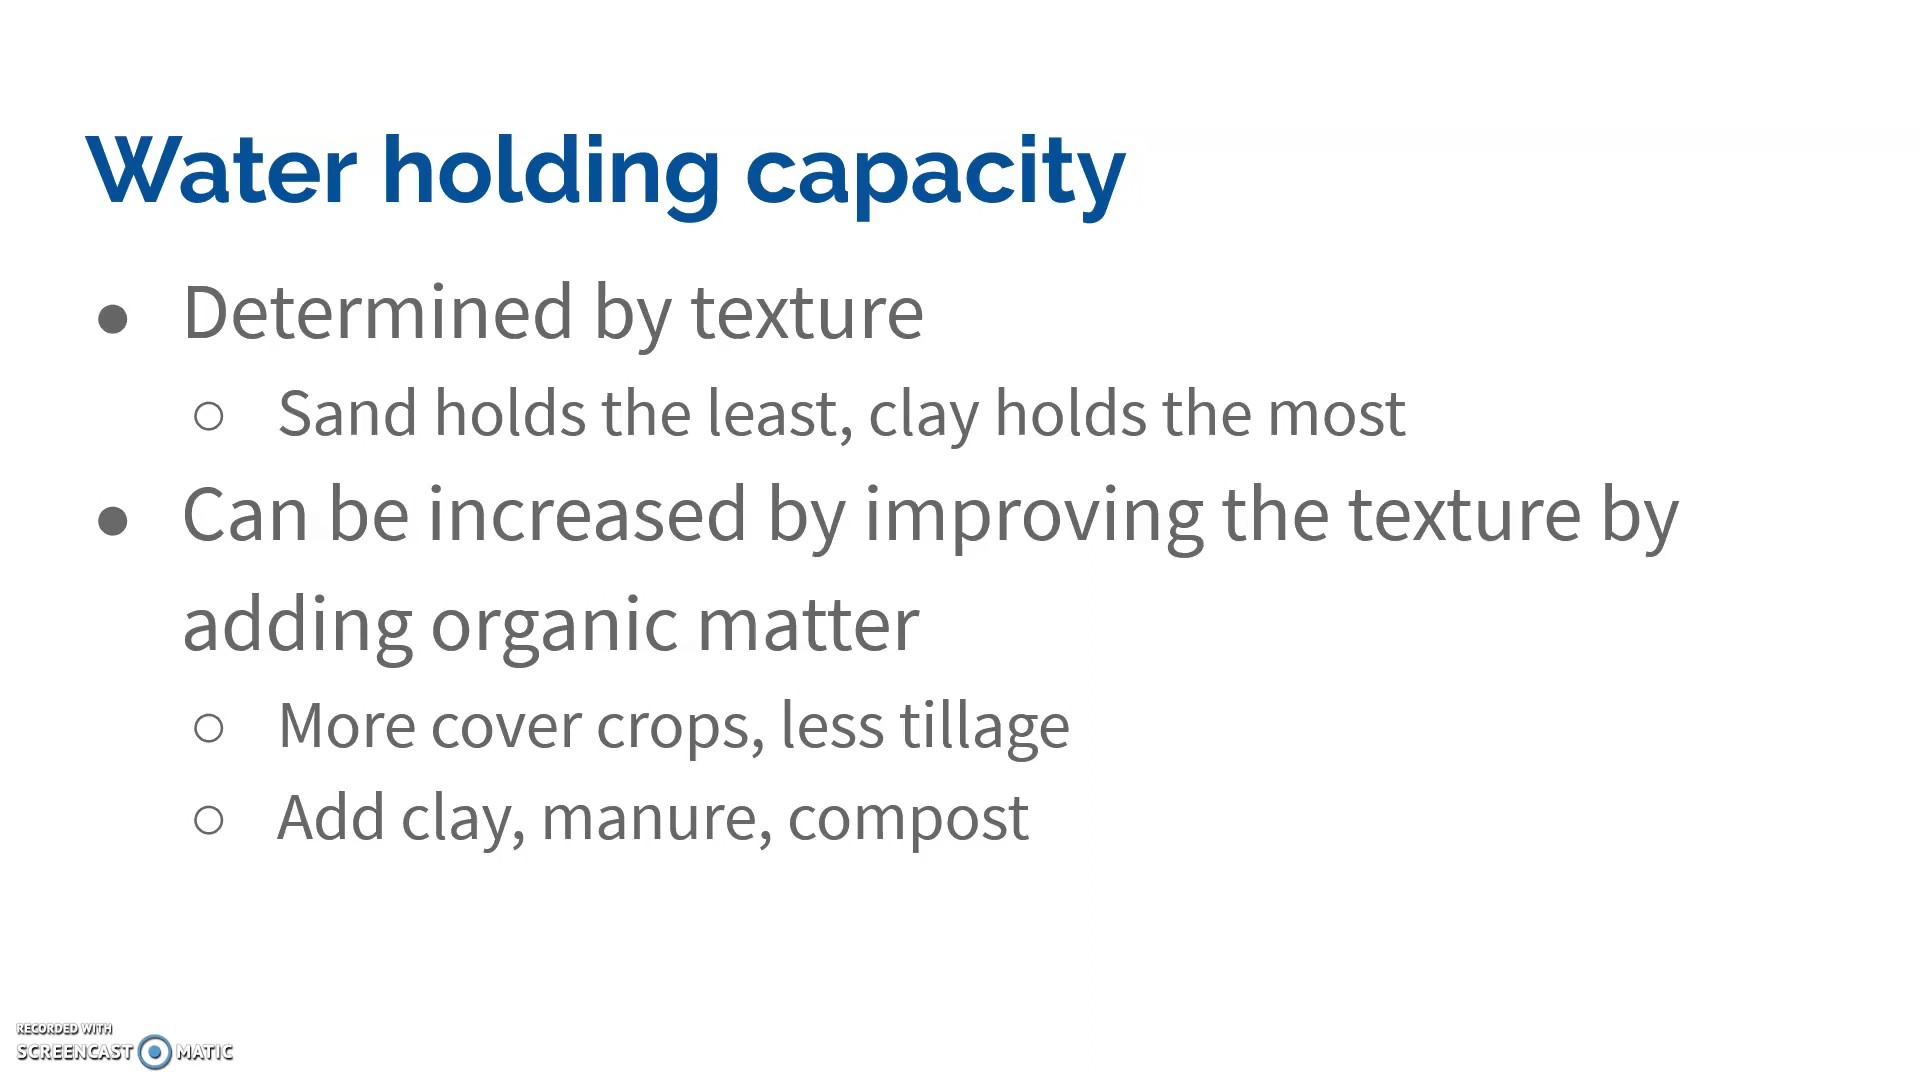 Water holding capacity
● Determined by texture
○ Sand holds the least, clay holds the most
● Can be increased by improving the texture by
adding organic matter
○ More cover crops, less tillage
○ Add clay, manure, compost
RECORDED WITH
SCREENCAST MATIC